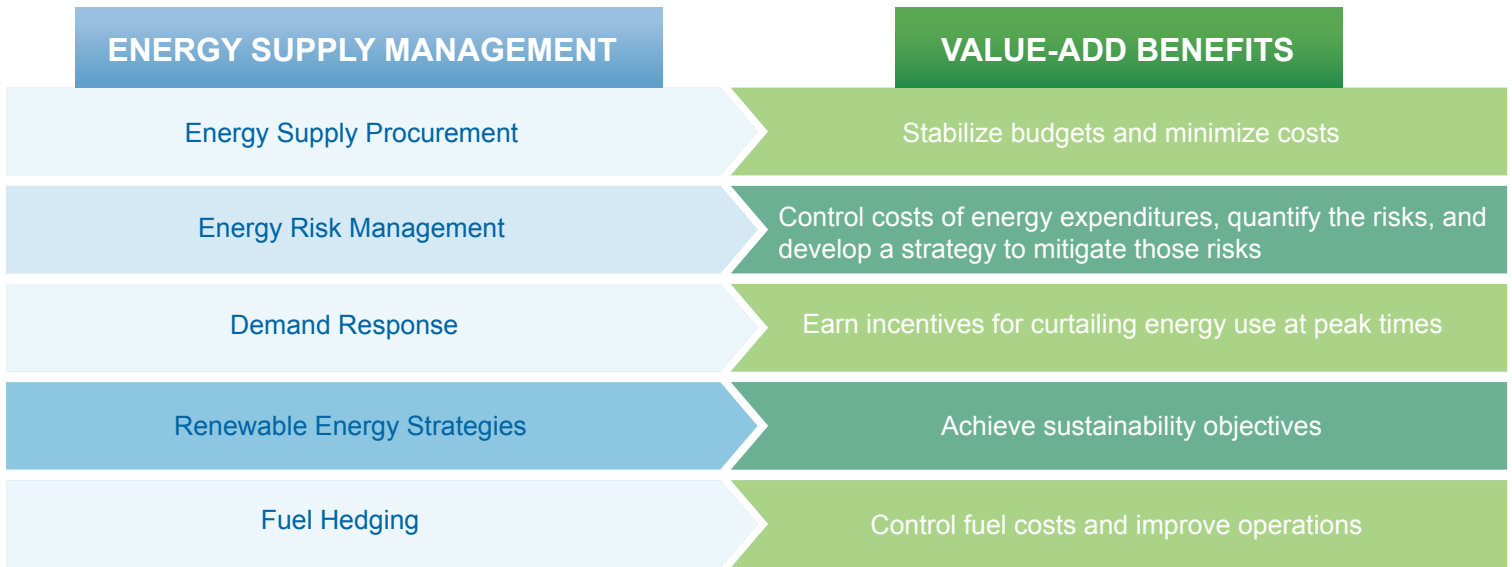 ENERGY SUPPLY MANAGEMENT
VALUE-ADD BENEFITS
Energy Supply Procurement
Stabilize budgets and minimize costs
Energy Risk Management
Control costs of energy expenditures, quantify the risks, and
develop a strategy to mitigate those risks
Demand Response
Earn incentives for curtailing energy use at peak times
Renewable Energy Strategies
Achieve sustainability objectives
Fuel Hedging
Control fuel costs and improve operations